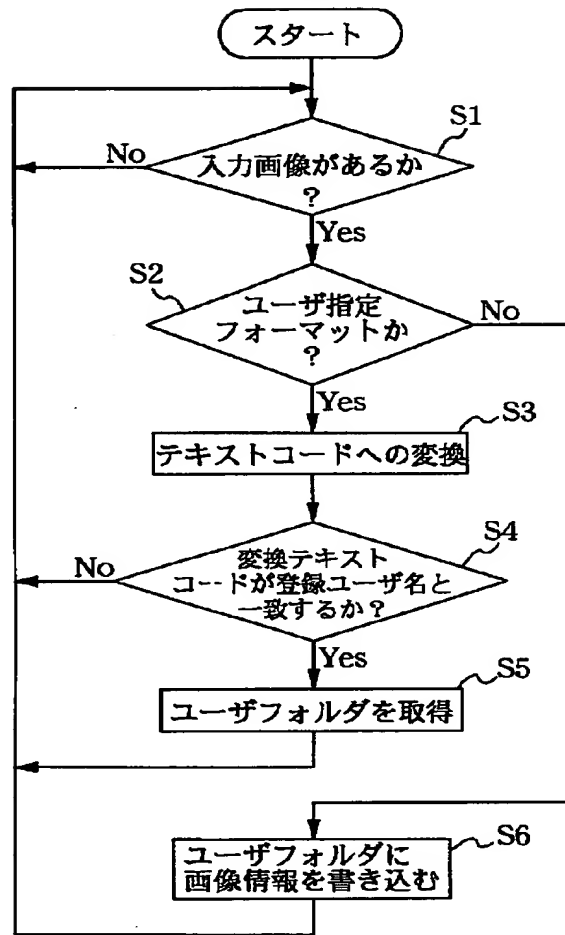 スタート
S1
No
入力画像があるか
?
Yes
S2
ユーザ指定
フォーマットか
?
No
Yes
S3
テキストコードへの変換
S4
No
変換テキスト
コードが登録ユーザ名と
一致するか?
Yes
S5
ユーザフォルダを取得
S6
ユーザフォルダに
画像情報を書き込む